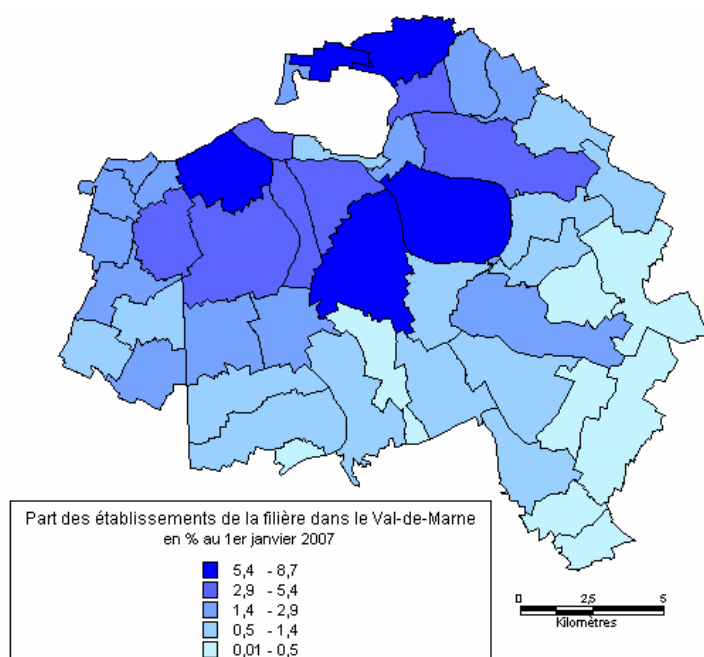 Part des établissements de la filière dans le Val-de-Marne
en % au 1er janvier 2007
5,4 - 8,7
2,9 - 5,4
1,4 - 2,9
0,5 - 1,4
0,01 - 0,5
0 2,5 5
Kilomètres